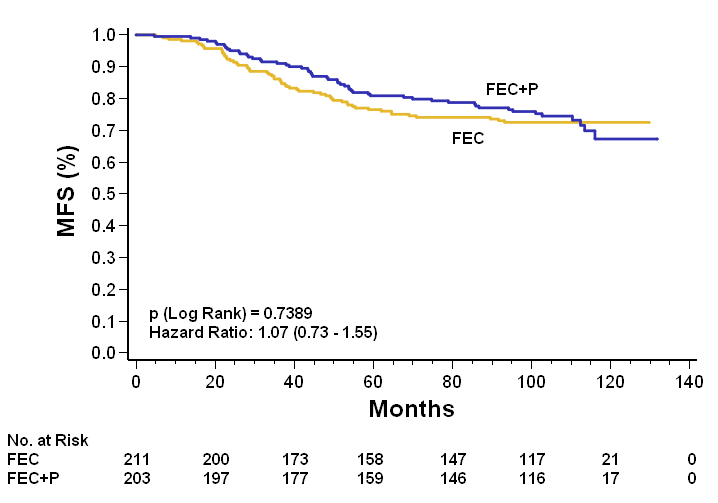 1.0
0.9
0.8
0.7
0.6
0.5
0.4
0.3
0.2
0.1
0.0
MFS (%)
FEC+P
FEC
p (Log Rank) = 0.7389
Hazard Ratio: 1.07 (0.73 - 1.55)
0 20 40 60 80 100 120 140
Months
No. at Risk
FEC 211 200 173 158 147 117 21 0
FEC+P 203 197 177 159 146 116 17 0